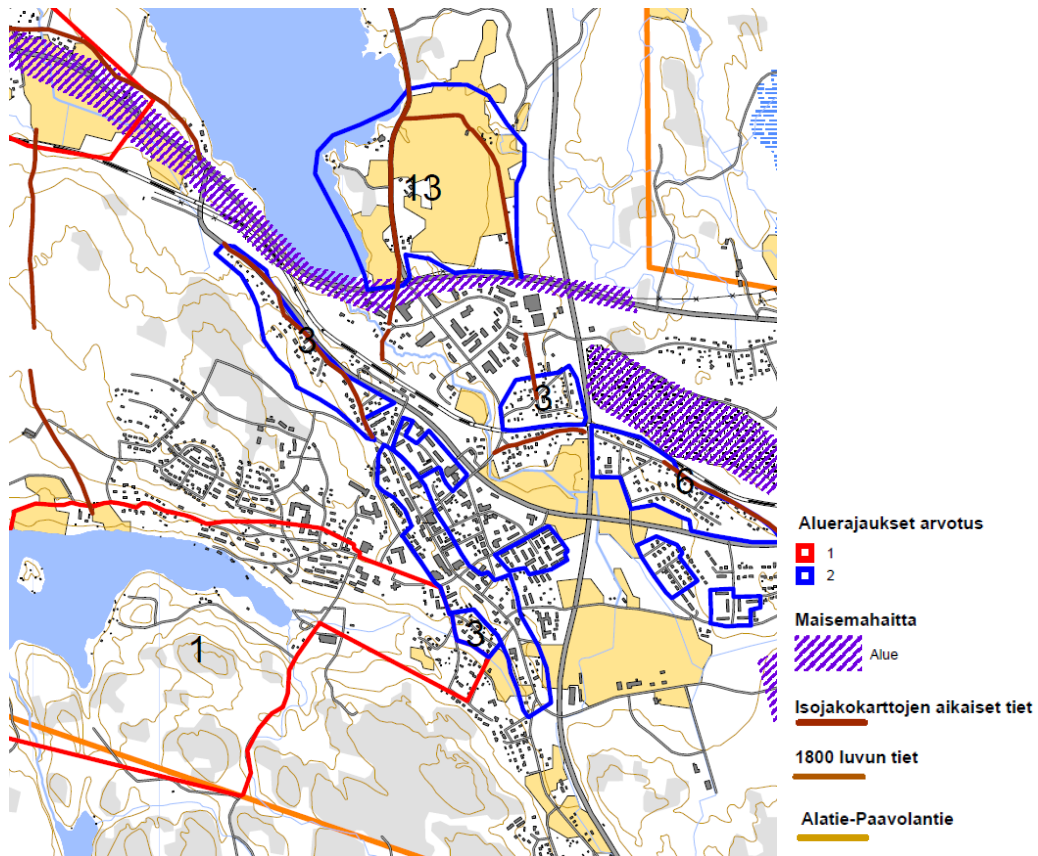 13
3
3
6
3
1
Aluerajaukset arvotus
1
2
Maisemahaitta
Alue
Isojakokarttojen aikaiset tiet
1800 luvun tiet
Alatie-Paavolantie